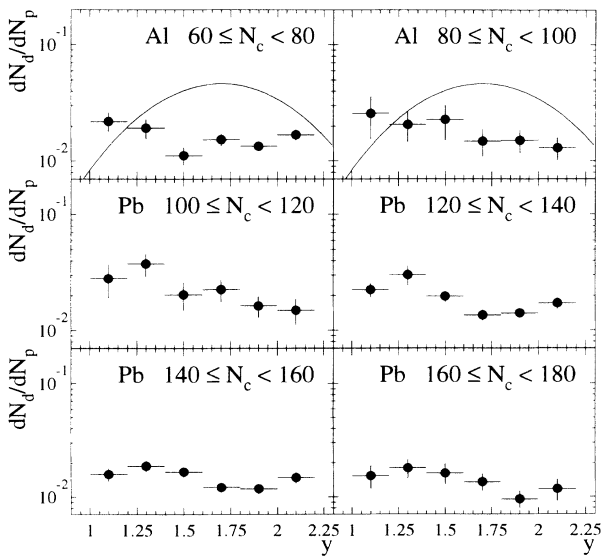 dN_d/dN_p
10^-1
10^-2
Al 60 ≤ N_c < 80
Al 80 ≤ N_c < 100
dN_d/dN_p
10^-1
10^-2
Pb 100 ≤ N_c < 120
Pb 120 ≤ N_c < 140
dN_d/dN_p
10^-1
10^-2
Pb 140 ≤ N_c < 160
Pb 160 ≤ N_c < 180
1 1.25 1.5 1.75 2 2.25
y
1 1.25 1.5 1.75 2 2.25
y